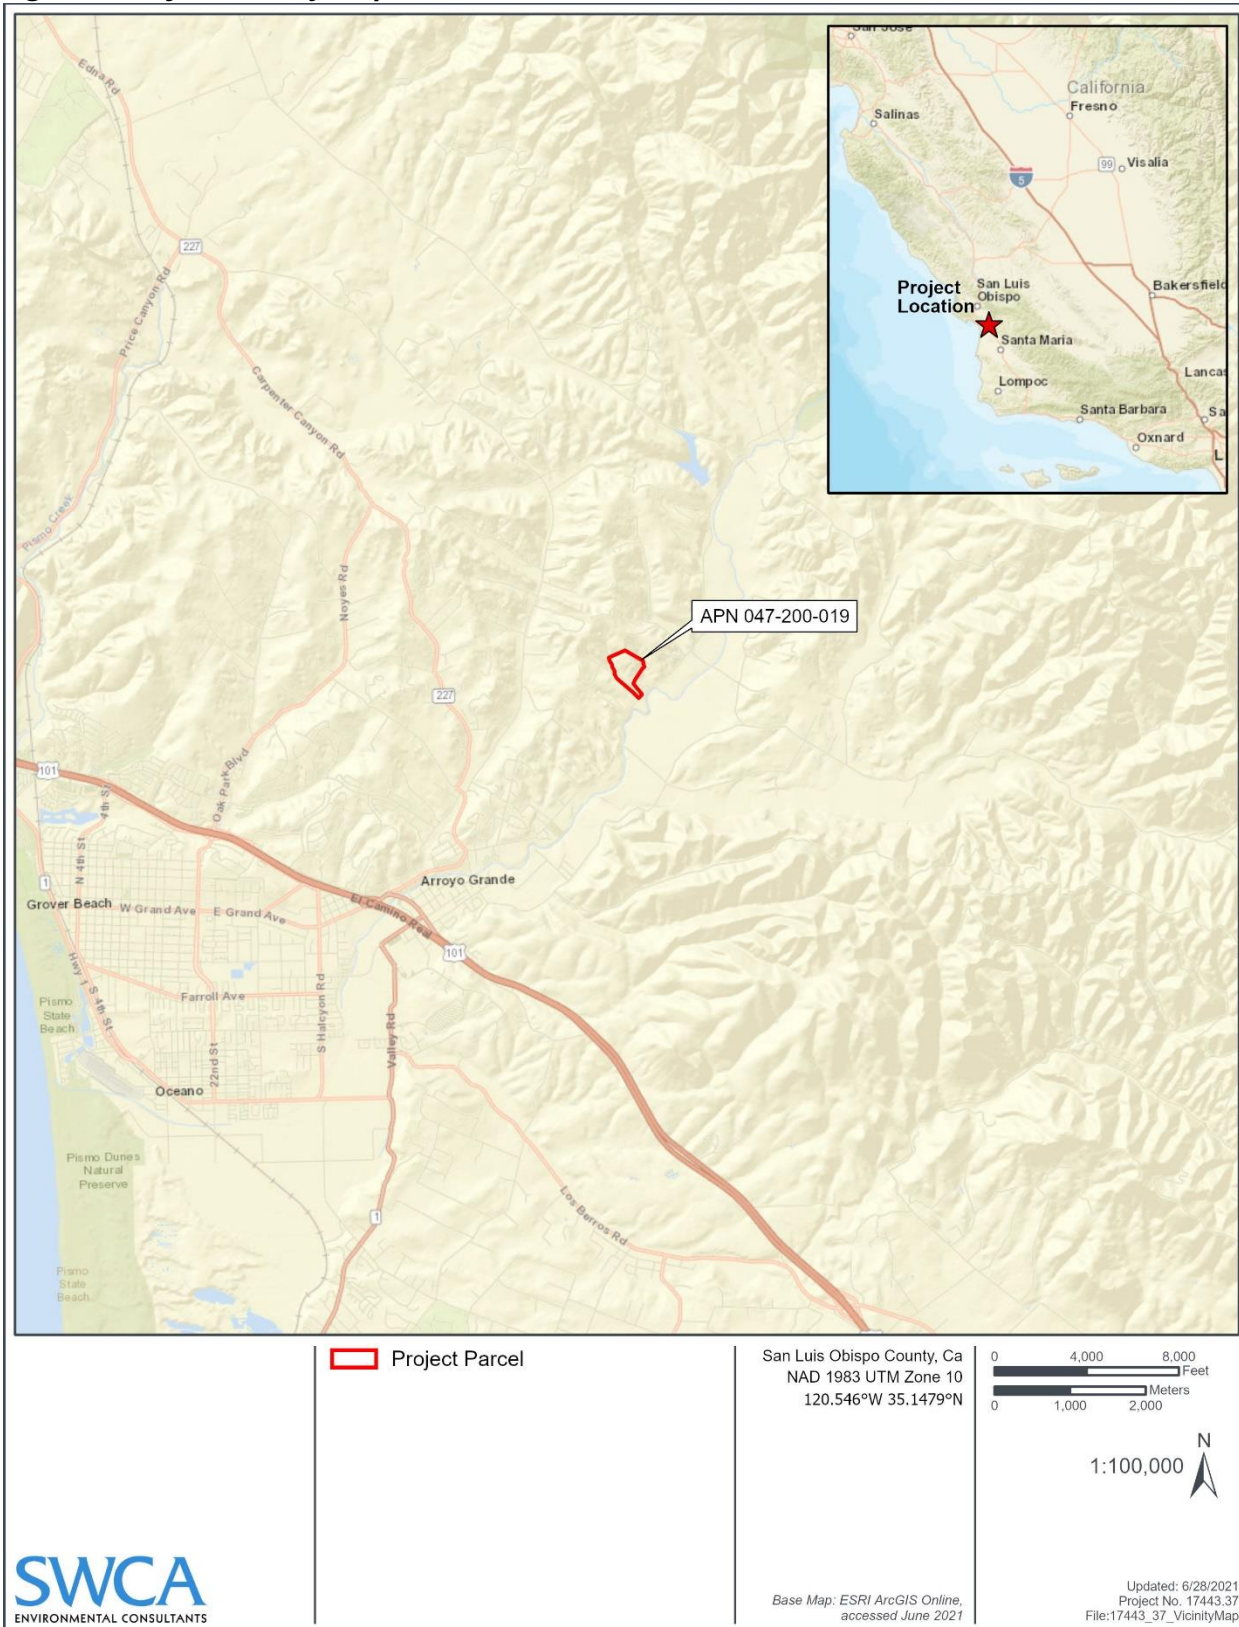 San Jose
California
Fresno
Salinas
99
Visalia
5
Project
Location
San Luis
Obispo
Bakersfield
Santa Maria
Lompoc
Lancas
Santa Barbara
Sa
Oxnard
L
Edna Rd
227
Price Canyon Rd
Carpenter Canyon Rd
Pismo Creek
Noyes Rd
APN 047-200-019
227
Oak Park Blvd
101
4th St
N 4th St
1
Arroyo Grande
Grover Beach
W Grand Ave
E Grand Ave
El Camino Real
101
Hwy 1
S 4th St
Farroll Ave
Pismo
State
Beach
S Halcyon Rd
22nd St
Valley Rd
Oceano
Pismo Dunes
Natural
Preserve
Los Berros Rd
1
Pismo
State
Beach
Project Parcel
San Luis Obispo County, Ca
NAD 1983 UTM Zone 10
120.546°W 35.1479°N
0 4,000 8,000
Feet
Meters
0 1,000 2,000
N
1:100,000
SWCA
ENVIRONMENTAL CONSULTANTS
Base Map: ESRI ArcGIS Online,
accessed June 2021
Updated: 6/28/2021
Project No. 17443.37
File:17443_37_VicinityMap